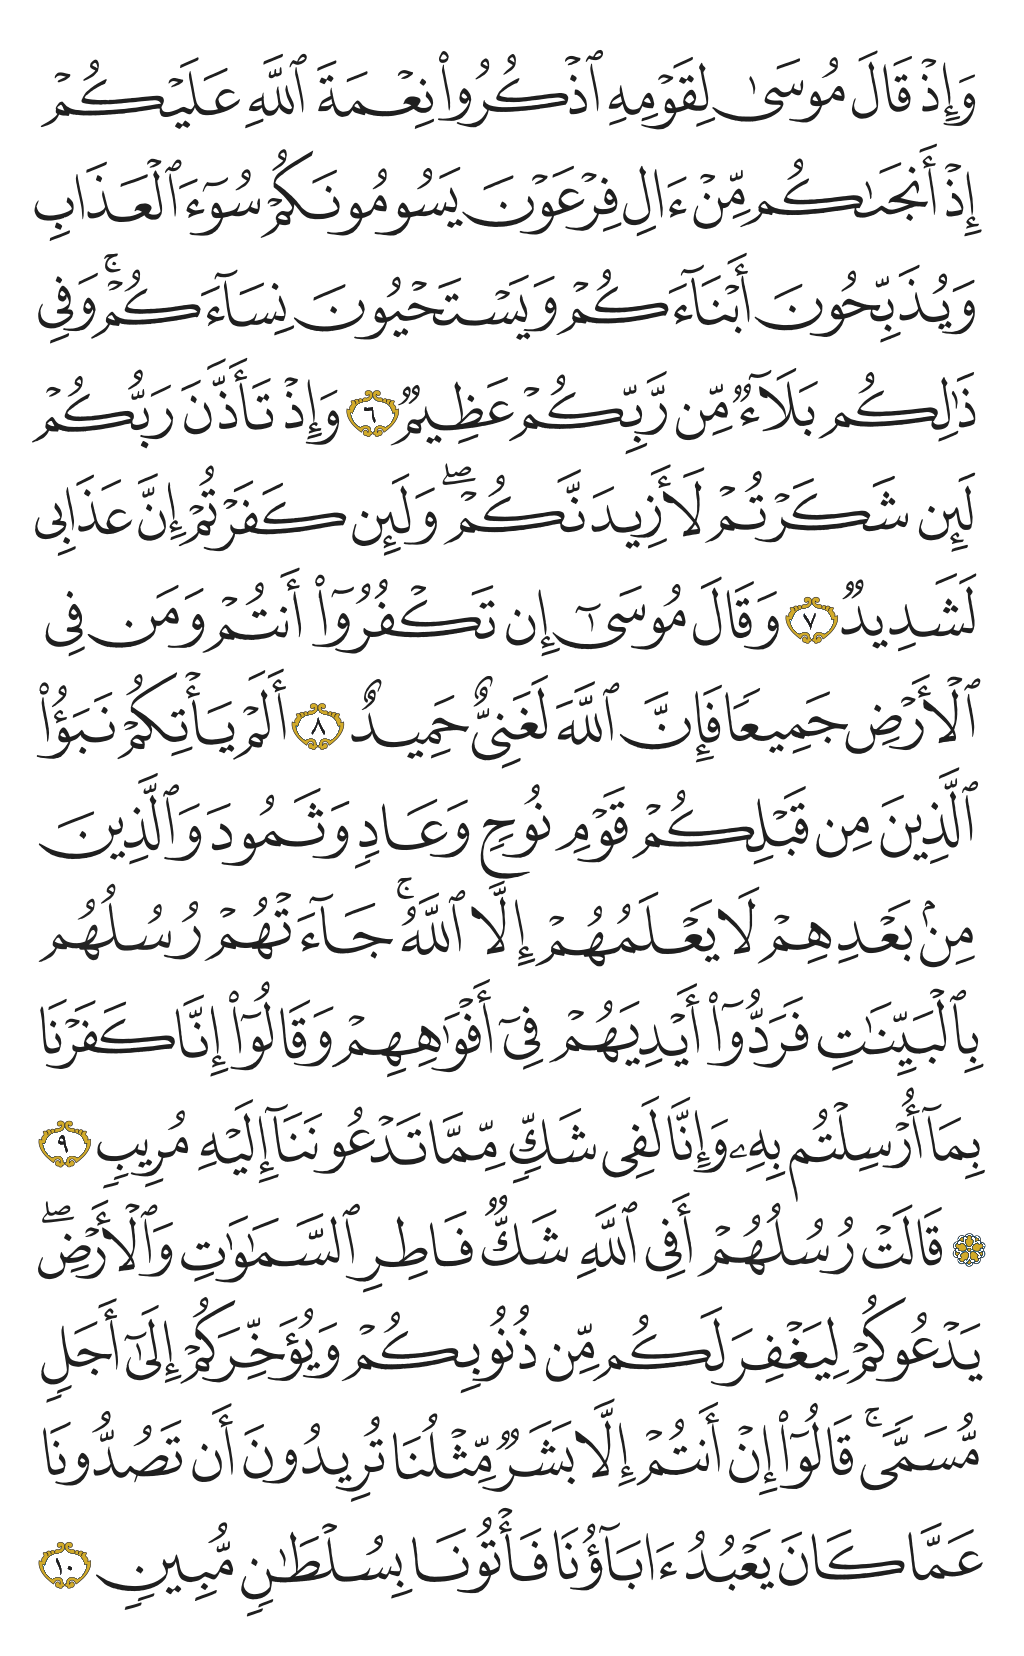 وَإِذۡ قَالَ مُوسَىٰ لِقَوۡمِهِ ٱذۡكُرُواْ نِعۡمَةَ ٱللَّهِ عَلَيۡكُمۡ
إِذۡ أَنجَىٰكُم مِّنۡ ءَالِ فِرۡعَوۡنَ يَسُومُونَكُمۡ سُوٓءَ ٱلۡعَذَابِ
وَيُذَبِّحُونَ أَبۡنَآءَكُمۡ وَيَسۡتَحۡيُونَ نِسَآءَكُمۡۚ وَفِي
ذَٰلِكُم بَلَآءٞ مِّن رَّبِّكُمۡ عَظِيمٞ ٦ وَإِذۡ تَأَذَّنَ رَبُّكُمۡ
لَئِن شَكَرۡتُمۡ لَأَزِيدَنَّكُمۡۖ وَلَئِن كَفَرۡتُمۡ إِنَّ عَذَابِي
لَشَدِيدٞ ٧ وَقَالَ مُوسَىٰٓ إِن تَكۡفُرُوٓاْ أَنتُمۡ وَمَن فِي
ٱلۡأَرۡضِ جَمِيعٗا فَإِنَّ ٱللَّهَ لَغَنِيٌّ حَمِيدٌ ٨ أَلَمۡ يَأۡتِكُمۡ نَبَؤُاْ
ٱلَّذِينَ مِن قَبۡلِكُمۡ قَوۡمِ نُوحٖ وَعَادٖ وَثَمُودَ وَٱلَّذِينَ
مِنۢ بَعۡدِهِمۡ لَا يَعۡلَمُهُمۡ إِلَّا ٱللَّهُۚ جَآءَتۡهُمۡ رُسُلُهُم
بِٱلۡبَيِّنَٰتِ فَرَدُّوٓاْ أَيۡدِيَهُمۡ فِيٓ أَفۡوَٰهِهِمۡ وَقَالُوٓاْ إِنَّا كَفَرۡنَا
بِمَآ أُرۡسِلۡتُم بِهِۦ وَإِنَّا لَفِي شَكّٖ مِّمَّا تَدۡعُونَنَآ إِلَيۡهِ مُرِيبٖ ٩
۞ قَالَتۡ رُسُلُهُمۡ أَفِي ٱللَّهِ شَكّٞ فَاطِرِ ٱلسَّمَٰوَٰتِ وَٱلۡأَرۡضِۖ
يَدۡعُوكُمۡ لِيَغۡفِرَ لَكُم مِّن ذُنُوبِكُمۡ وَيُؤَخِّرَكُمۡ إِلَىٰٓ أَجَلٖ
مُّسَمّٗىۚ قَالُوٓاْ إِنۡ أَنتُمۡ إِلَّا بَشَرٞ مِّثۡلُنَا تُرِيدُونَ أَن تَصُدُّونَا
عَمَّا كَانَ يَعۡبُدُ ءَابَآؤُنَا فَأۡتُونَا بِسُلۡطَٰنٖ مُّبِينٖ ١٠